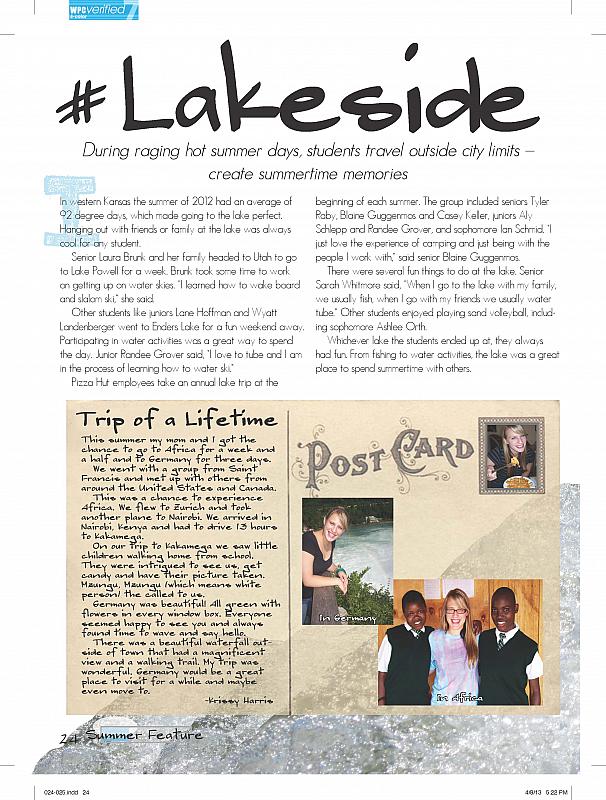 WPC verified
4-color
# Lakeside
During raging hot summer days, students travel outside city limits –
create summertime memories
In western Kansas the summer of 2012 had an average of
92 degree days, which made going to the lake perfect.
Hanging out with friends or family at the lake was always
cool for any student.
Senior Laura Brunk and her family headed to Utah to go
to Lake Powell for a week. Brunk took some time to work
on getting up on water skies. "I learned how to wake board
and slalom ski," she said.
Other students like juniors Lane Hoffman and Wyatt
Landenberger went to Enders Lake for a fun weekend away.
Participating in water activities was a great way to spend
the day. Junior Randee Grover said, "I love to tube and I am
in the process of learning how to water ski."
Pizza Hut employees take an annual lake trip at the
beginning of each summer. The group included seniors Tyler
Raby, Blaine Guggenmos and Casey Keller, juniors Aly
Schlepp and Randee Grover, and sophomore Ian Schmid. "I
just love the experience of camping and just being with the
people I work with," said senior Blaine Guggenmos.
There were several fun things to do at the lake. Senior
Sarah Whitmore said, "When I go to the lake with my family,
we usually fish, when I go with my friends we usually water
tube." Other students enjoyed playing sand volleyball, includ-
ing sophomore Ashlee Orth.
Whichever lake the students ended up at, they always
had fun. From fishing to water activities, the lake was a great
place to spend summertime with others.
Trip of a Lifetime
This summer my mom and I got the
chance to go to Africa for a week and
a half and to Germany for three days.
We went with a group from Saint
Francis and met up with others from
around the United States and Canada.
This was a chance to experience
Africa. We flew to Zurich and took
another plane to Nairobi. We arrived in
Nairobi, Kenya and had to drive 13 hours
to Kakamega.
On our trip to Kakamega we saw little
children walking home from school.
They were intrigued to see us, get
candy and have their picture taken.
Mzungu, Mzungu (which means white
person) the called to us.
Germany was beautiful! All green with
flowers in every window box. Everyone
seemed happy to see you and always
found time to wave and say hello.
There was a beautiful waterfall out-
side of town that had a magnificent
view and a walking trail. My trip was
wonderful. Germany would be a great
place to visit for a while and maybe
even move to.
-Krissy Harris
POST CARD
In Germany
In Africa
24 Summer Feature
024-025.indd 24
4/9/13 5:22 PM